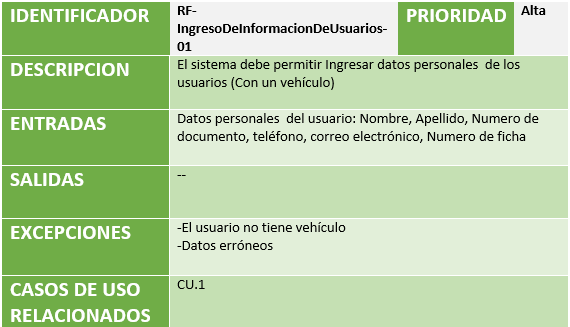 IDENTIFICADOR
RF-
IngresoDeInformacionDeUsuarios-
01
PRIORIDAD
Alta
DESCRIPCION
El sistema debe permitir Ingresar datos personales de los
usuarios (Con un vehículo)
ENTRADAS
Datos personales del usuario: Nombre, Apellido, Numero de
documento, teléfono, correo electrónico, Numero de ficha
SALIDAS
--
EXCEPCIONES
-El usuario no tiene vehículo
-Datos erróneos
CASOS DE USO
RELACIONADOS
CU.1